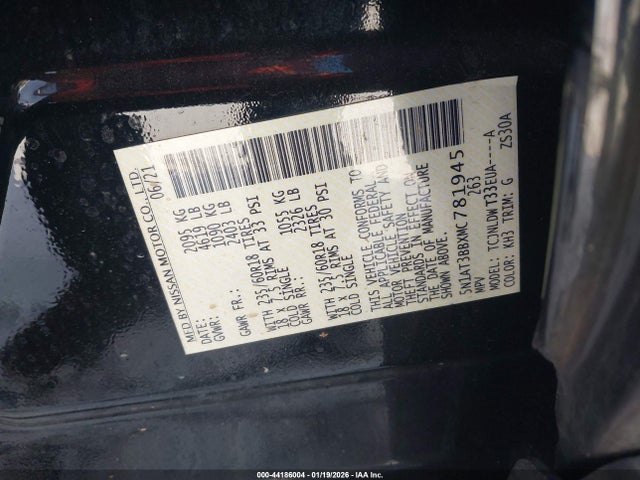 MFD BY NISSAN MOTOR CO., LTD.
DATE: 06/21
GVWR: 2095 KG
4619 LB
GAWR FR.: 1090 KG
2403 LB
WITH 235/60R18 TIRES
18 X 7.5 RIMS AT 33 PSI
COLD SINGLE
GAWR RR.: 1055 KG
2326 LB
WITH 235/60R18 TIRES
18 X RIMS AT 30 PSI
COLD SINGLE
THIS VEHICLE CONFORMS TO
ALL APPLICABLE FEDERAL
MOTOR VEHICLE SAFETY AND
THEFT PREVENTION
STANDARDS IN EFFECT ON
THE DATE OF MANUFACTURE
SHOWN ABOVE.
781945
MPV 263
MODEL: TCJNLDWT33EUA-----A
COLOR: KH3 TRIM: G ZS30A
000-44186004 - 01/19/2026 - IAA Inc.